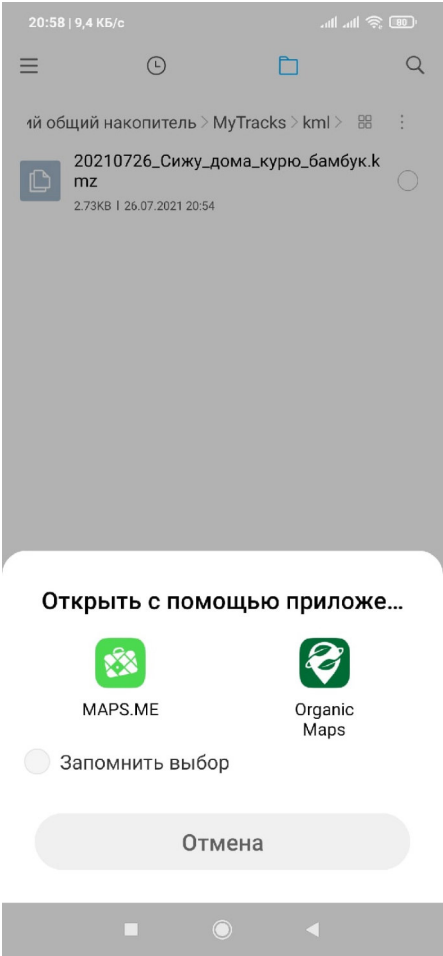 20:58 | 9,4 КБ/с
80
ий общий накопитель > MyTracks > kml >
20210726_Сижу_дома_курю_бамбук.k
mz
2.73KB | 26.07.2021 20:54
Открыть с помощью приложе...
MAPS.ME
Organic
Maps
Запомнить выбор
Отмена